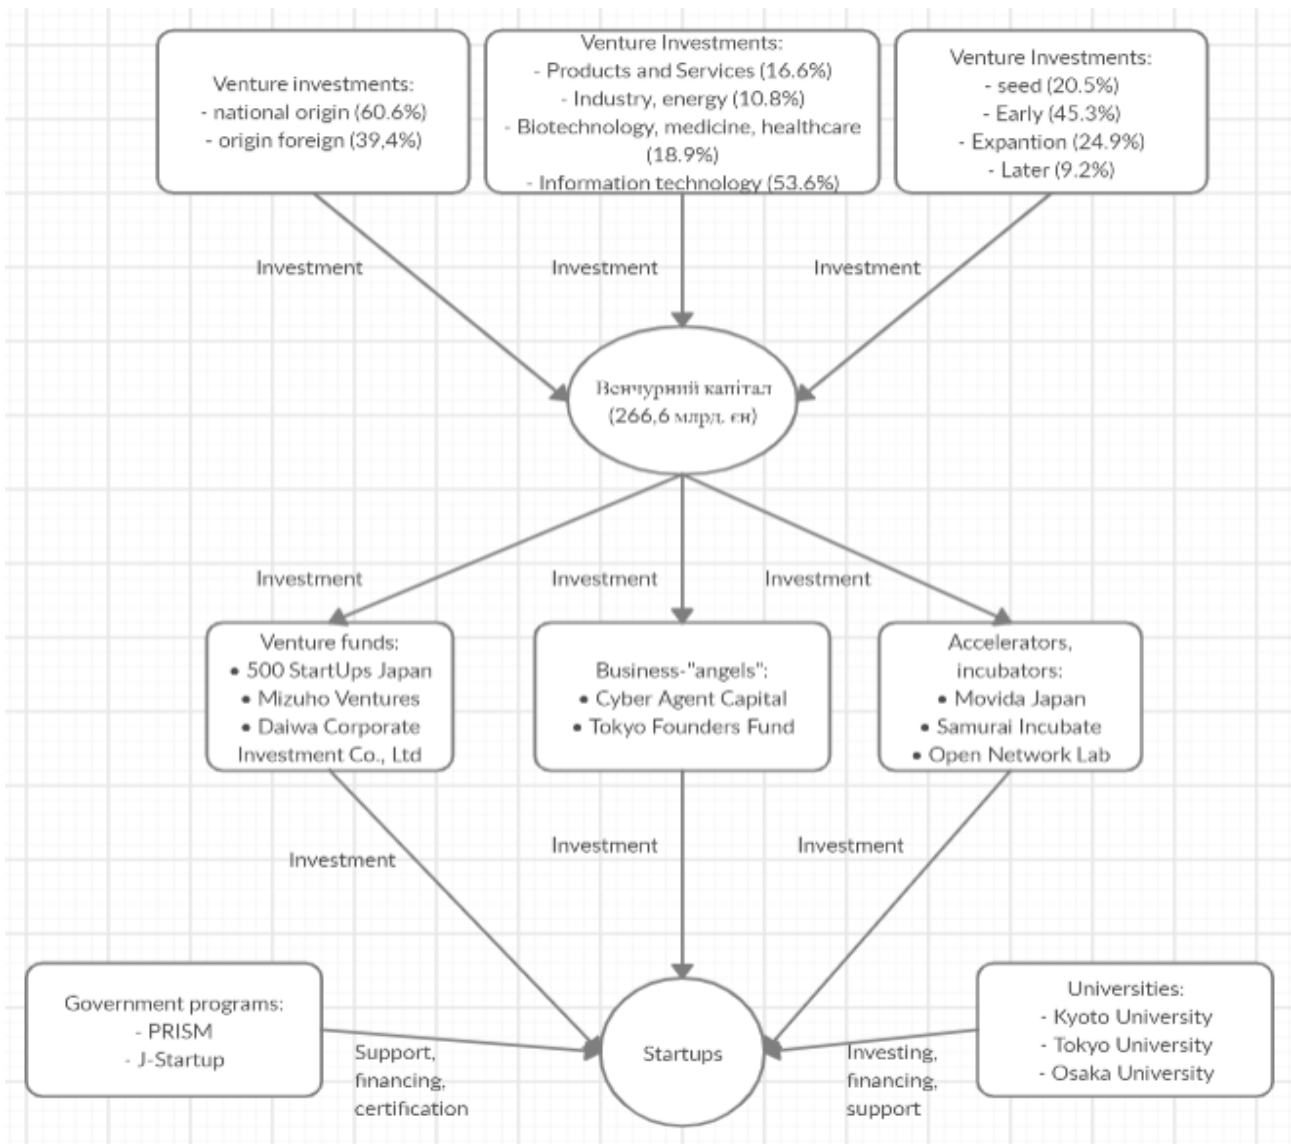 Venture investments:
- national origin (60.6%)
- origin foreign (39,4%)
Venture Investments:
- Products and Services (16.6%)
- Industry, energy (10.8%)
- Biotechnology, medicine, healthcare
(18.9%)
- Information technology (53.6%)
Venture Investments:
- seed (20.5%)
- Early (45.3%)
- Expantion (24.9%)
- Later (9.2%)
Investment
Investment
Investment
Венчурний капітал
(266,6 млрд. єн)
Investment
Investment
Investment
Venture funds:
• 500 StartUps Japan
• Mizuho Ventures
• Daiwa Corporate
Investment Co., Ltd
Business-"angels":
• Cyber Agent Capital
• Tokyo Founders Fund
Accelerators,
incubators:
• Movida Japan
• Samurai Incubate
• Open Network Lab
Investment
Investment
Investment
Government programs:
- PRISM
- J-Startup
Support,
financing,
certification
Startups
Investing,
financing,
support
Universities:
- Kyoto University
- Tokyo University
- Osaka University